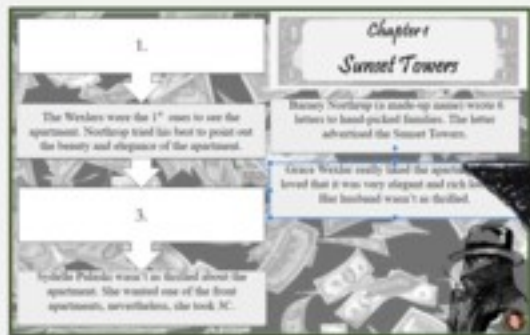 1.
The Wexlers were the 1st ones to see the
apartment. Northrop tried his best to point out
the beauty and elegance of the apartment.
3.
Sybelle Pulaski wasn't as thrilled about the
apartment. She wanted one of the front
apartments, nevertheless, she took 3C.
Chapter 1
Sunset Towers
Barney Northrup (a made-up name) wrote 6
letters to hand-picked families. The letter
advertised the Sunset Towers.
Grace Wexler really liked the
loved that it was very elegant and rich
Her husband wasn't as thrilled.